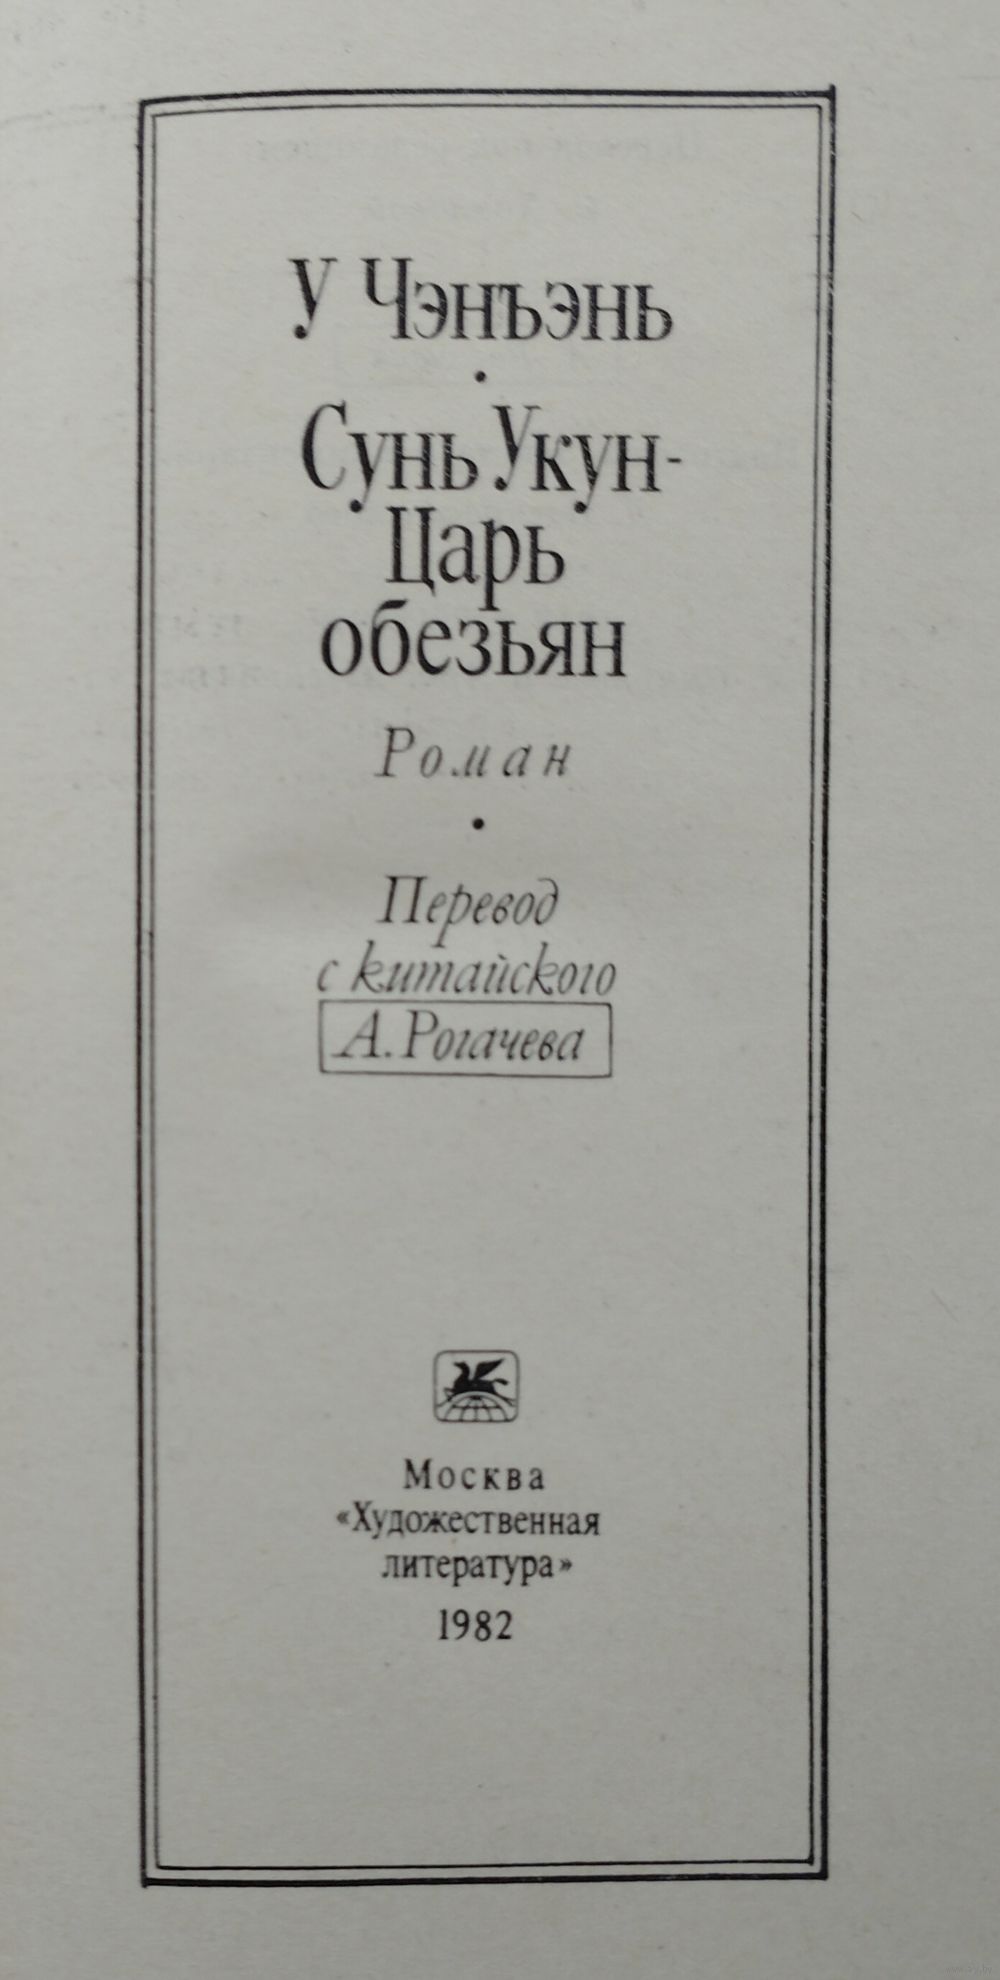 У Чэнъэнь
•
Сунь Укун-
Царь
обезьян
Роман
•
Перевод
с китайского
А. Рогачева
Москва
«Художественная
литература»
1982